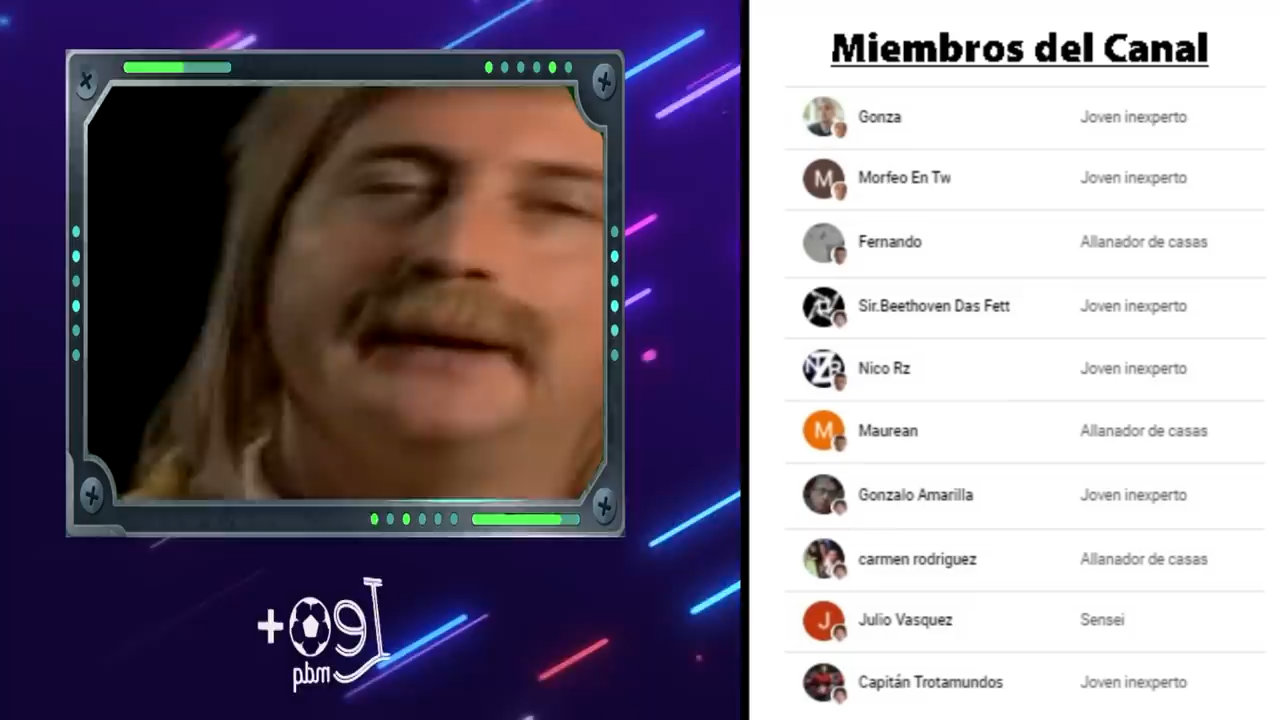 Miembros del Canal
Gonza Joven inexperto
M Morfeo En Tw Joven inexperto
Fernando Allanador de casas
Sir.Beethoven Das Fett Joven inexperto
Nico Rz Joven inexperto
M Maurean Allanador de casas
Gonzalo Amarilla Joven inexperto
carmen rodriguez Allanador de casas
J Julio Vasquez Sensei
Capitán Trotamundos Joven inexperto